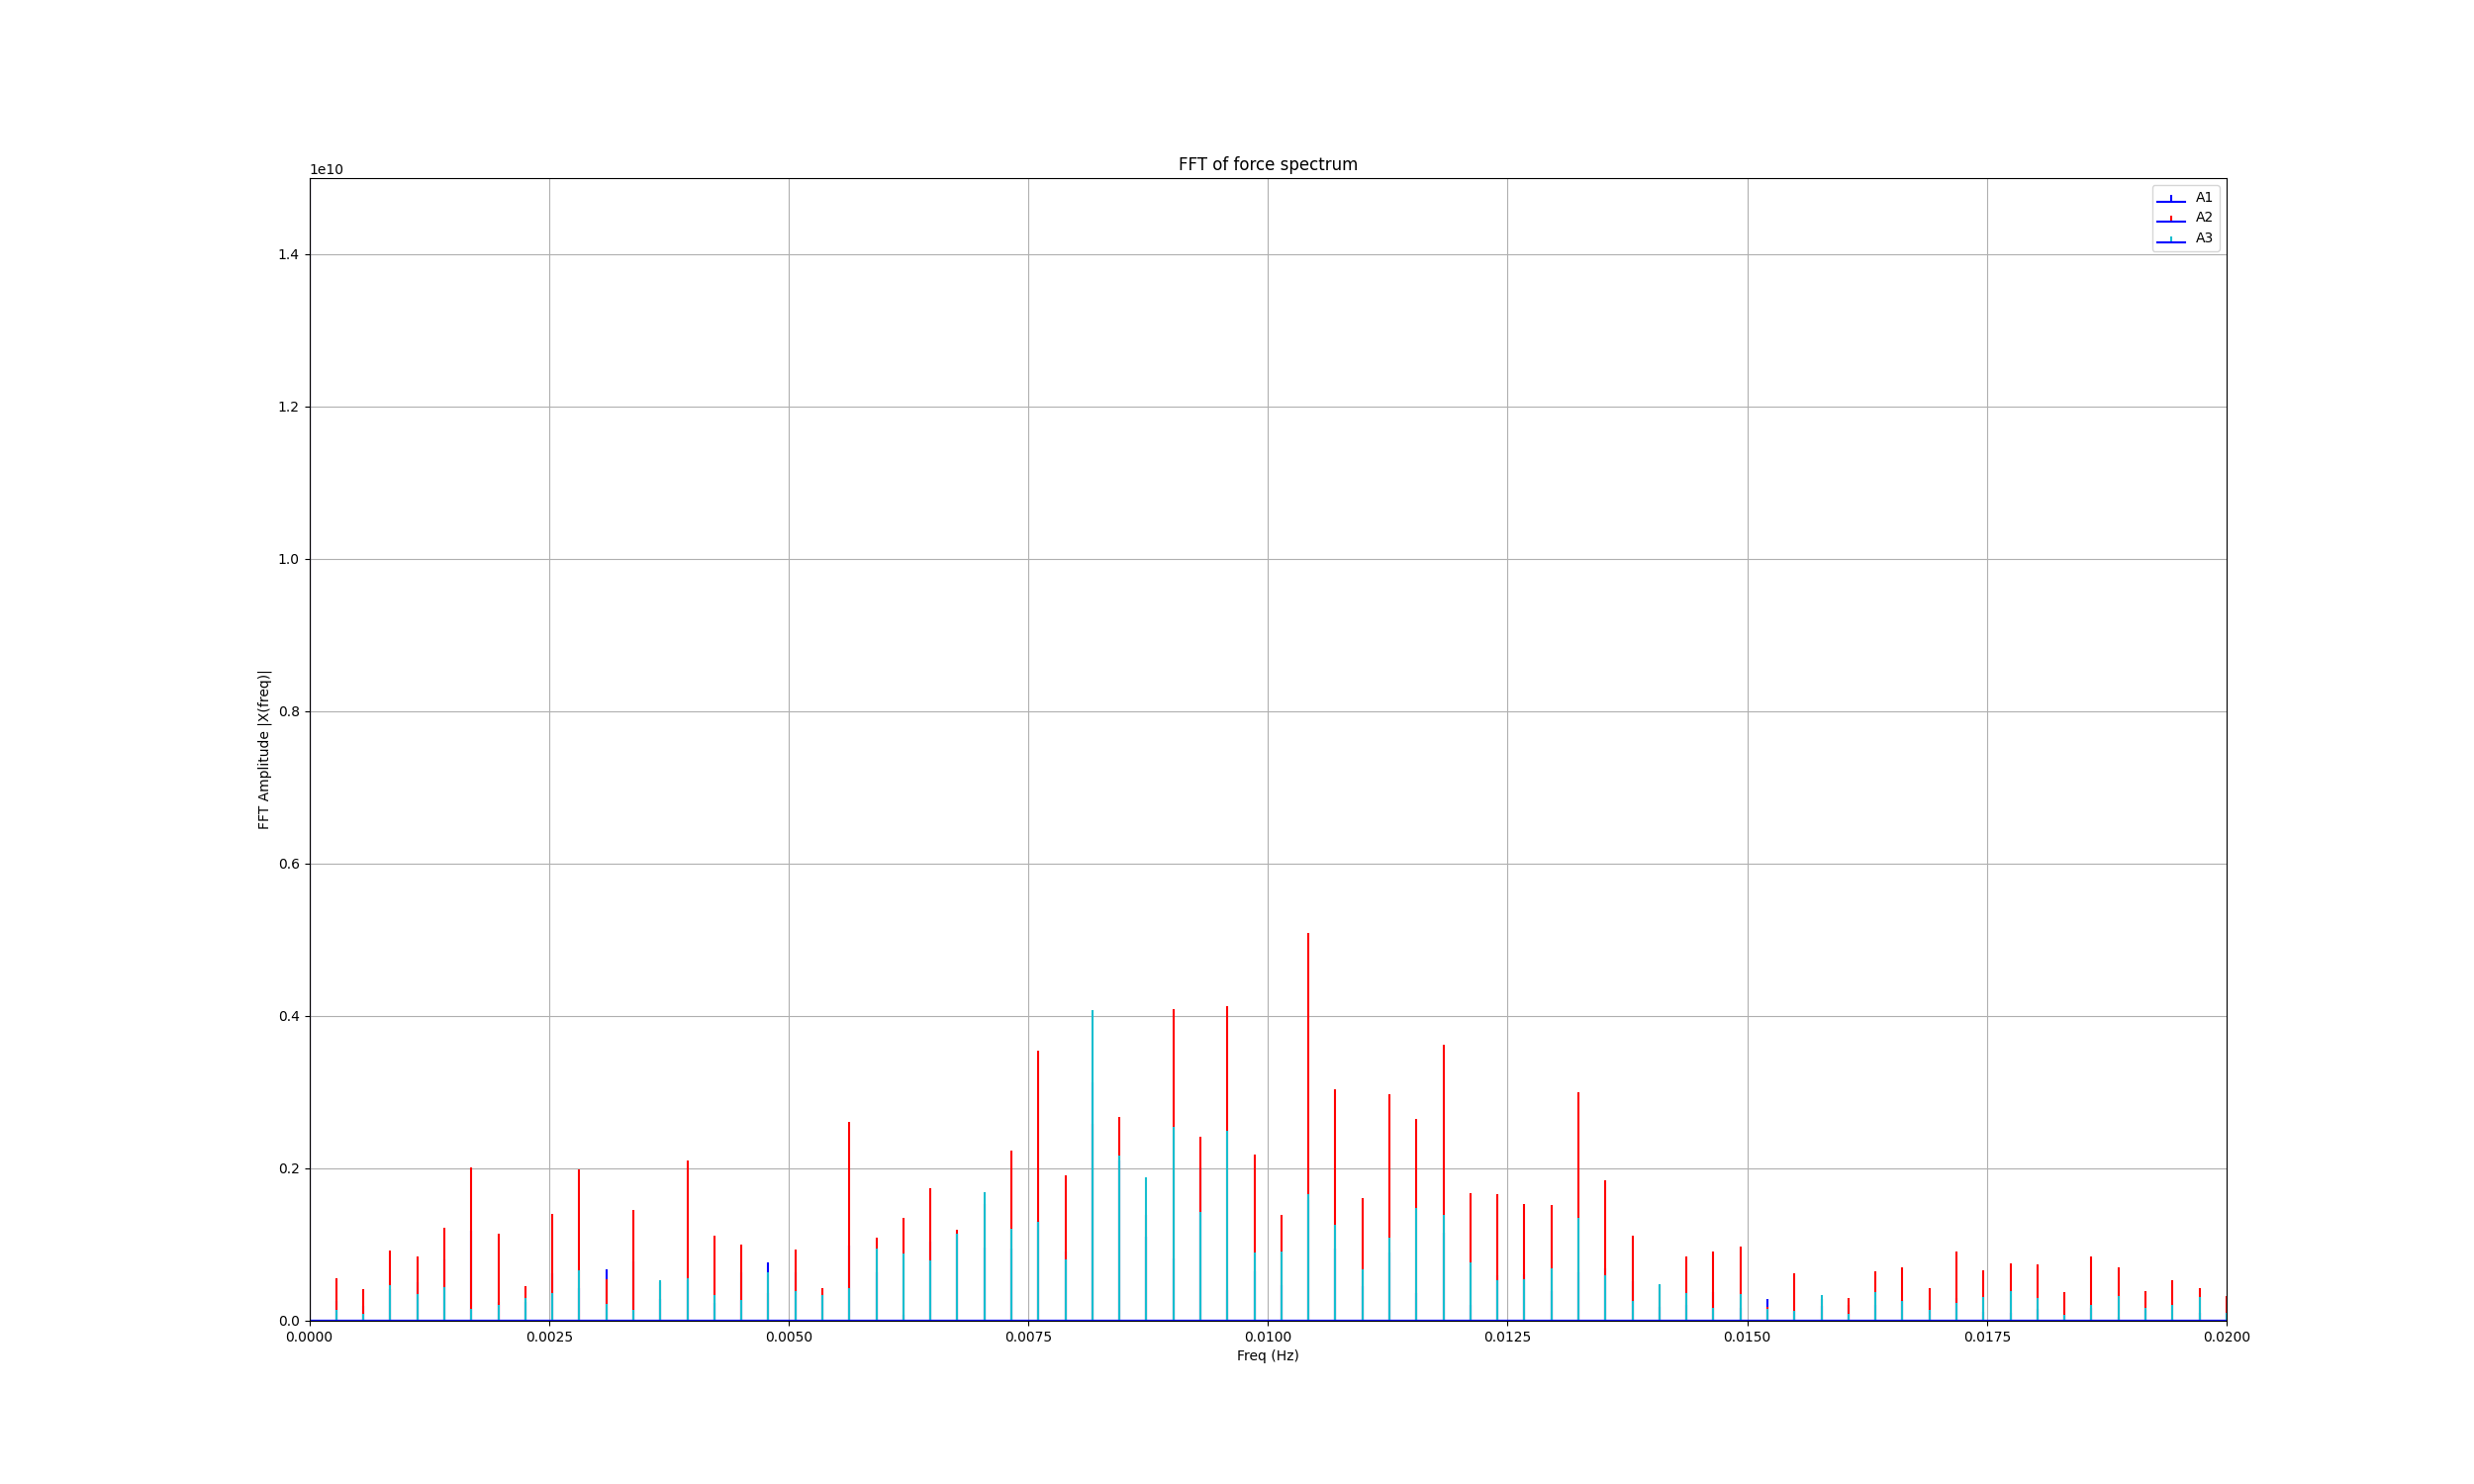 FFT of force spectrum
1e10
A1
A2
A3
1.4
1.2
1.0
0.8
0.6
0.4
0.2
0.0
FFT Amplitude |X(freq)|
0.0000 0.0025 0.0050 0.0075 0.0100 0.0125 0.0150 0.0175 0.0200
Freq (Hz)